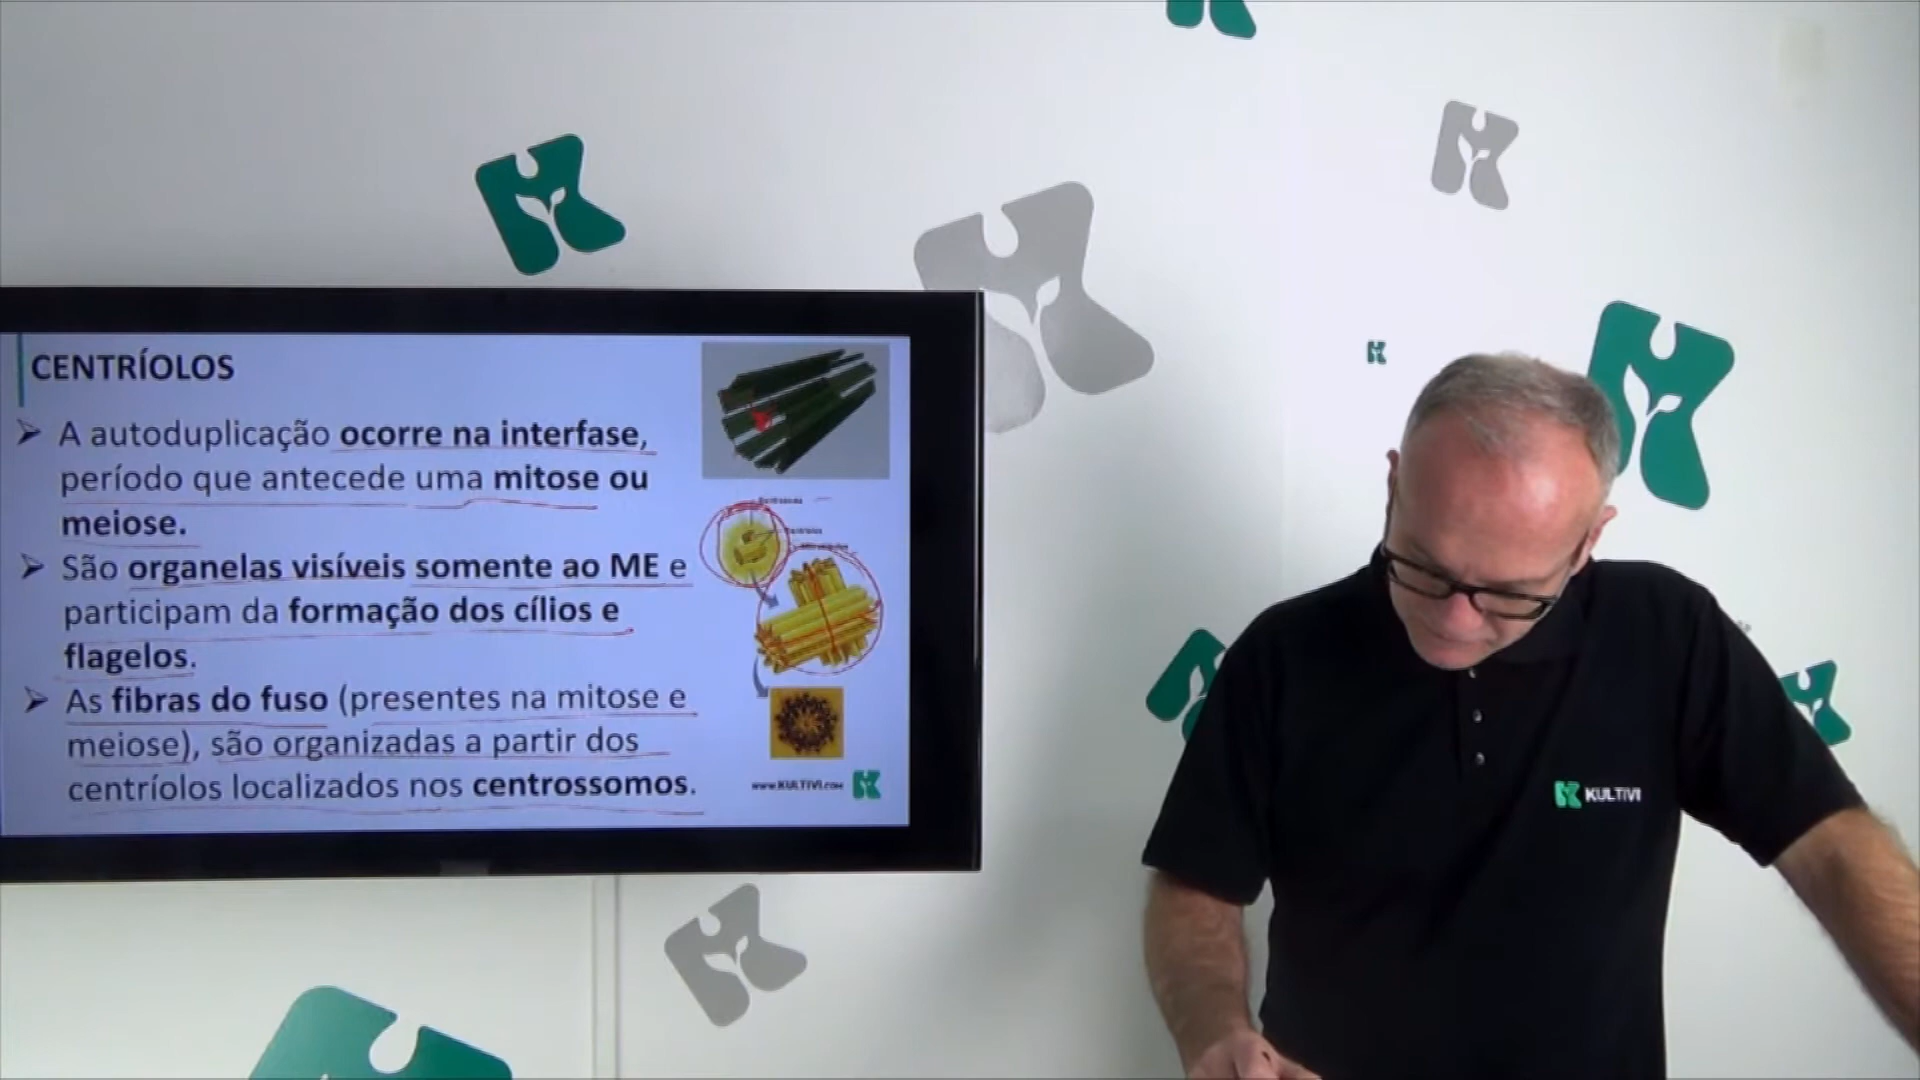 CENTRÍOLOS
➢ A autoduplicação ocorre na interfase,
período que antecede uma mitose ou
meiose.
➢ São organelas visíveis somente ao ME e
participam da formação dos cílios e
flagelos.
➢ As fibras do fuso (presentes na mitose e
meiose), são organizadas a partir dos
centríolos localizados nos centrossomos.
www.KULTIVI.COM
KULTIVI